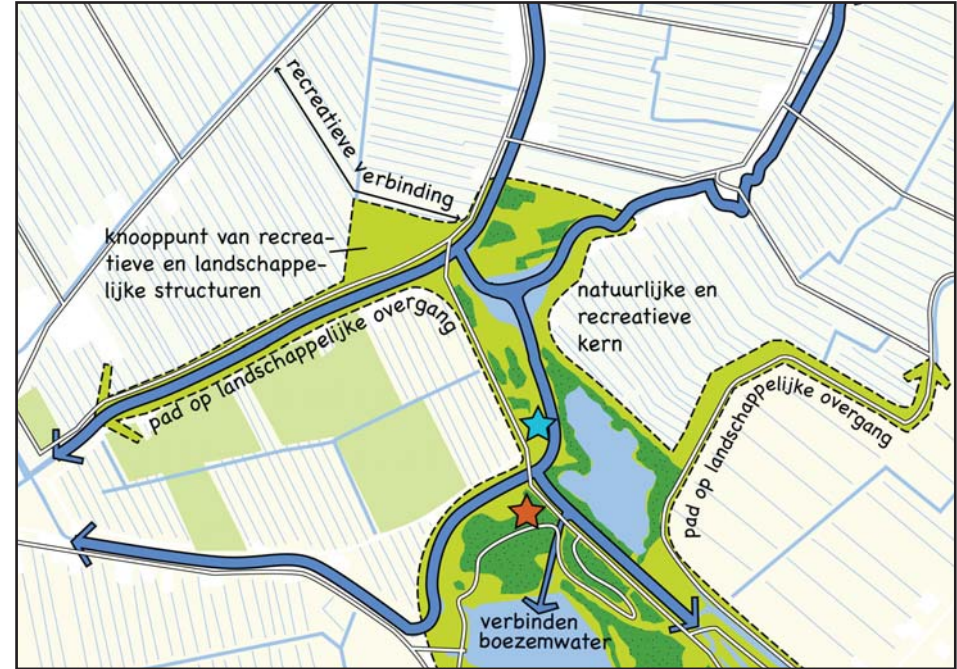 recreatieve verbinding
knooppunt van recrea-
tieve en landschappe-
lijke structuren
natuurlijke en
recreatieve
kern
pad op landschappelijke overgang
pad op landschappelijke overgang
verbinden
boezemwater